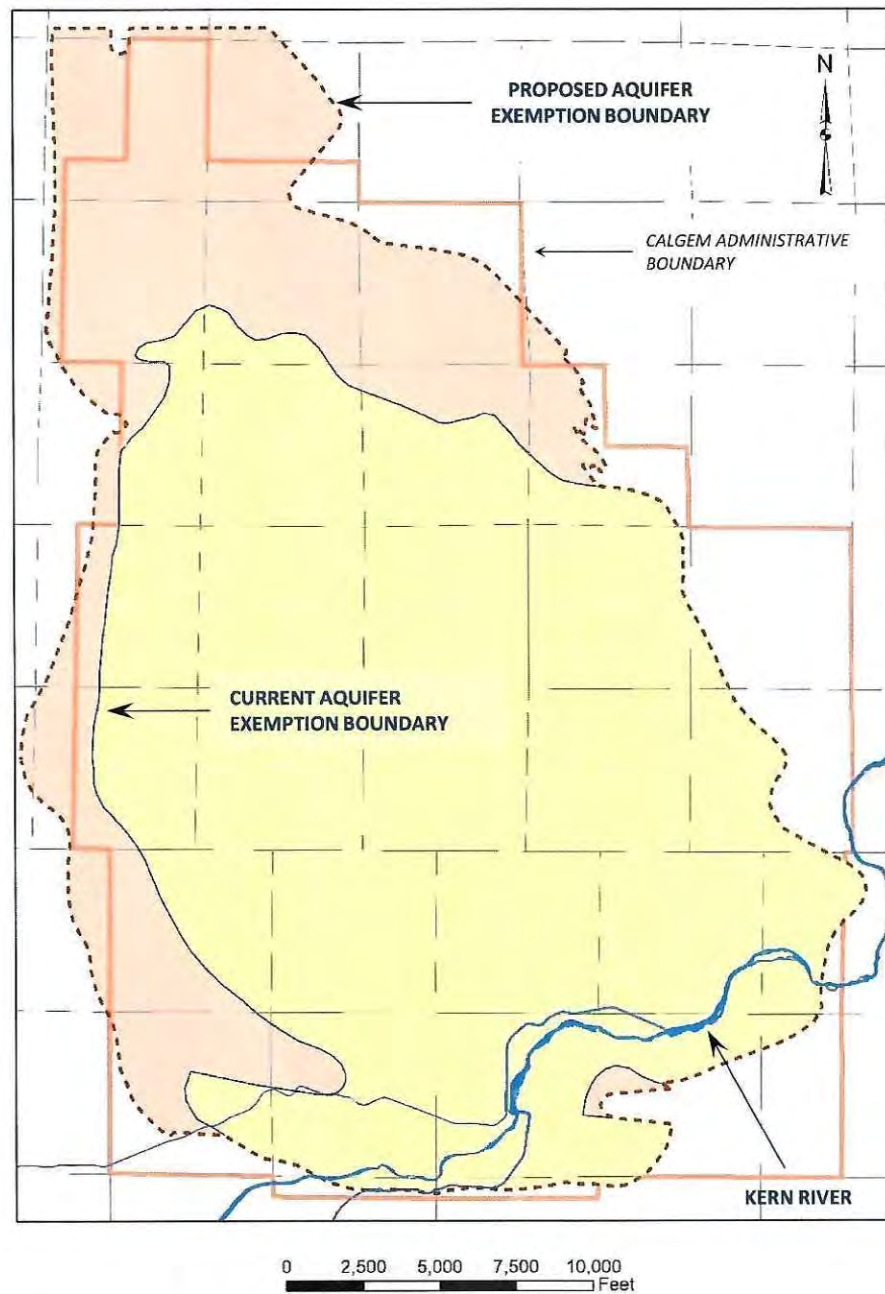 N
PROPOSED AQUIFER
EXEMPTION BOUNDARY
CALGEM ADMINISTRATIVE
BOUNDARY
CURRENT AQUIFER
EXEMPTION BOUNDARY
KERN RIVER
0 2,500 5,000 7,500 10,000
Feet